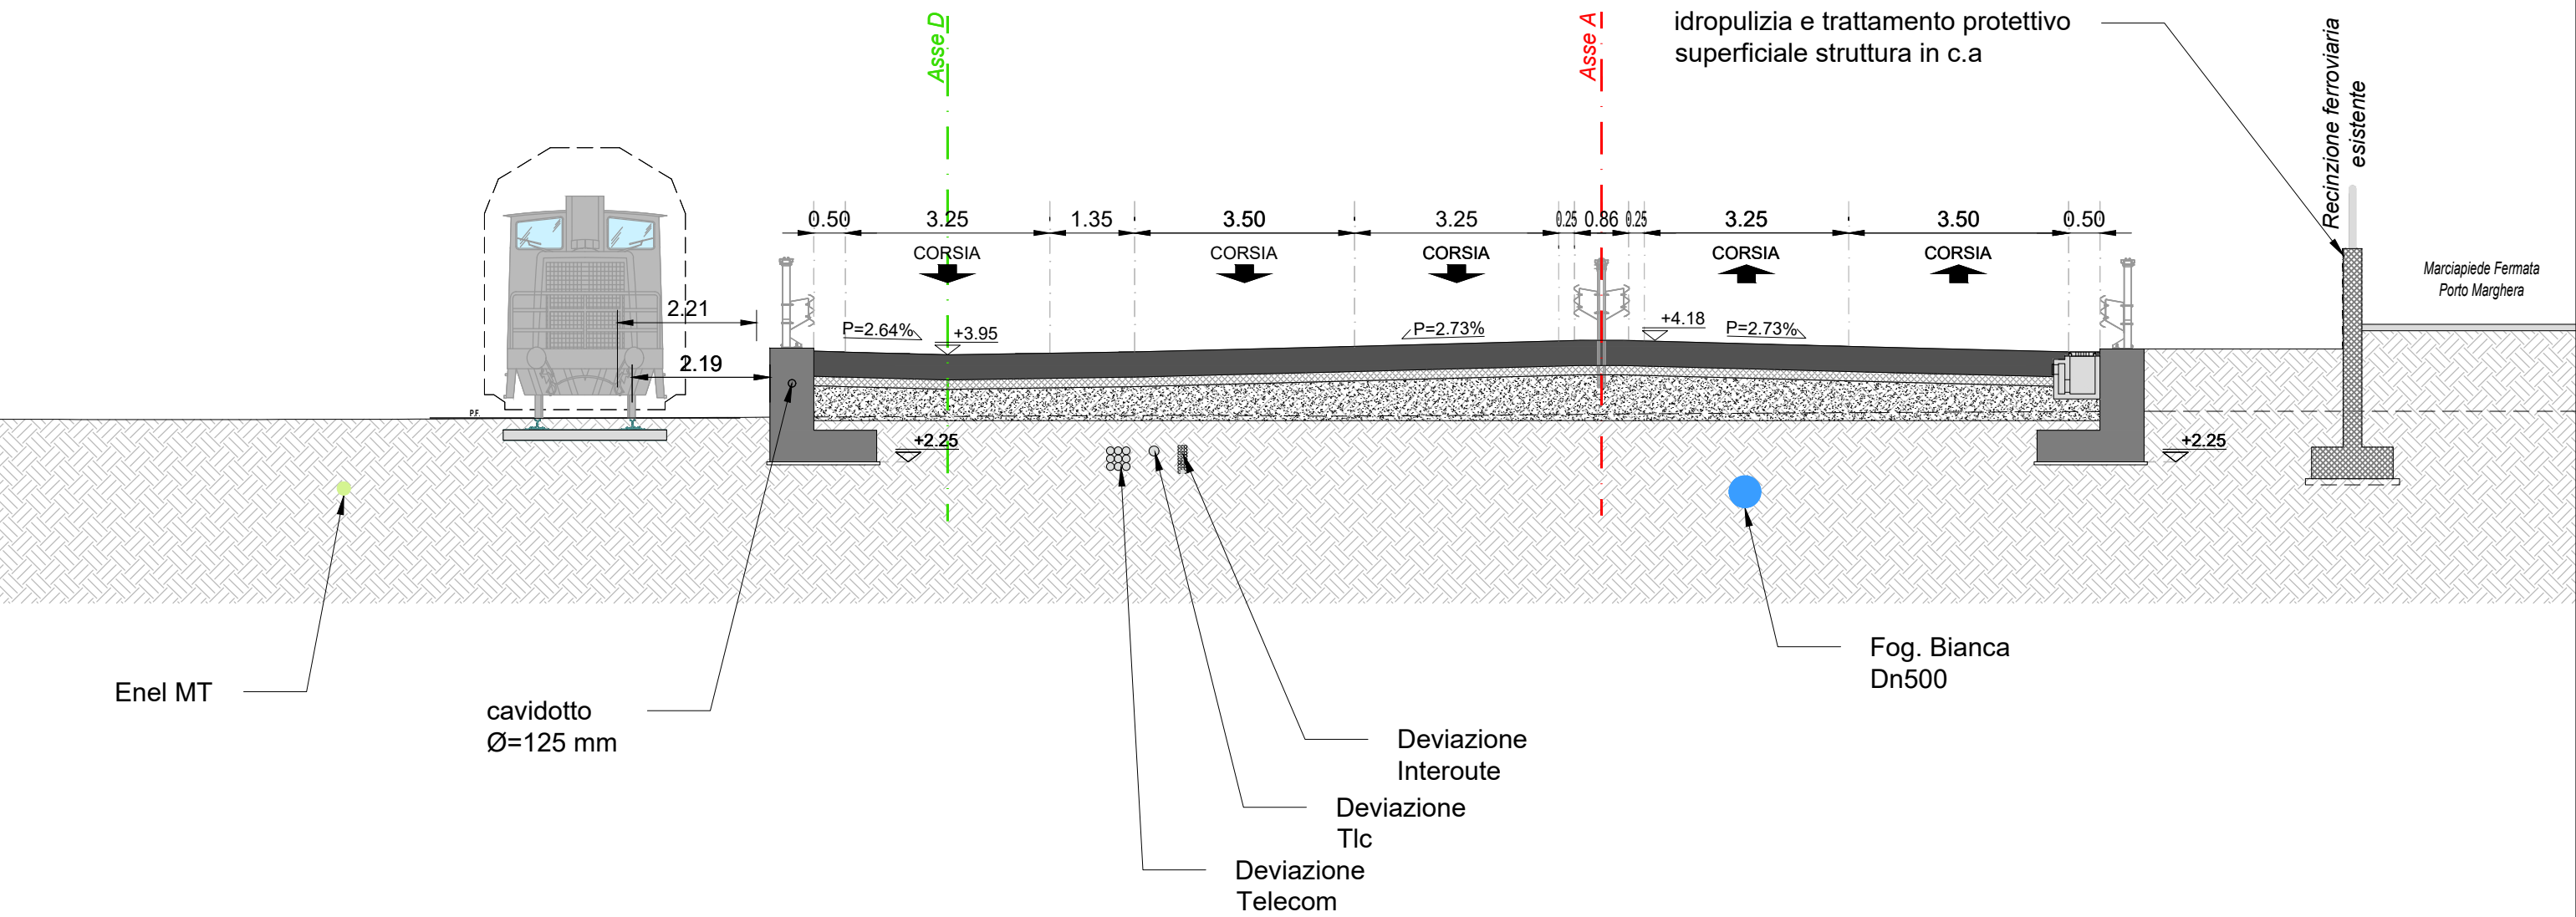 Asse D
Asse A
idropulizia e trattamento protettivo
superficiale struttura in c.a
Recinzione ferroviaria
esistente
0.50
3.25
1.35
3.50
3.25
0.25
0.86
0.25
3.25
3.50
0.50
CORSIA
CORSIA
CORSIA
CORSIA
CORSIA
Marciapiede Fermata
Porto Marghera
2.21
P=2.64%
+3.95
P=2.73%
+4.18
P=2.73%
2.19
P.F.
+2.25
+2.25
Enel MT
cavidotto
Ø=125 mm
Fog. Bianca
Dn500
Deviazione
Interoute
Deviazione
Tlc
Deviazione
Telecom